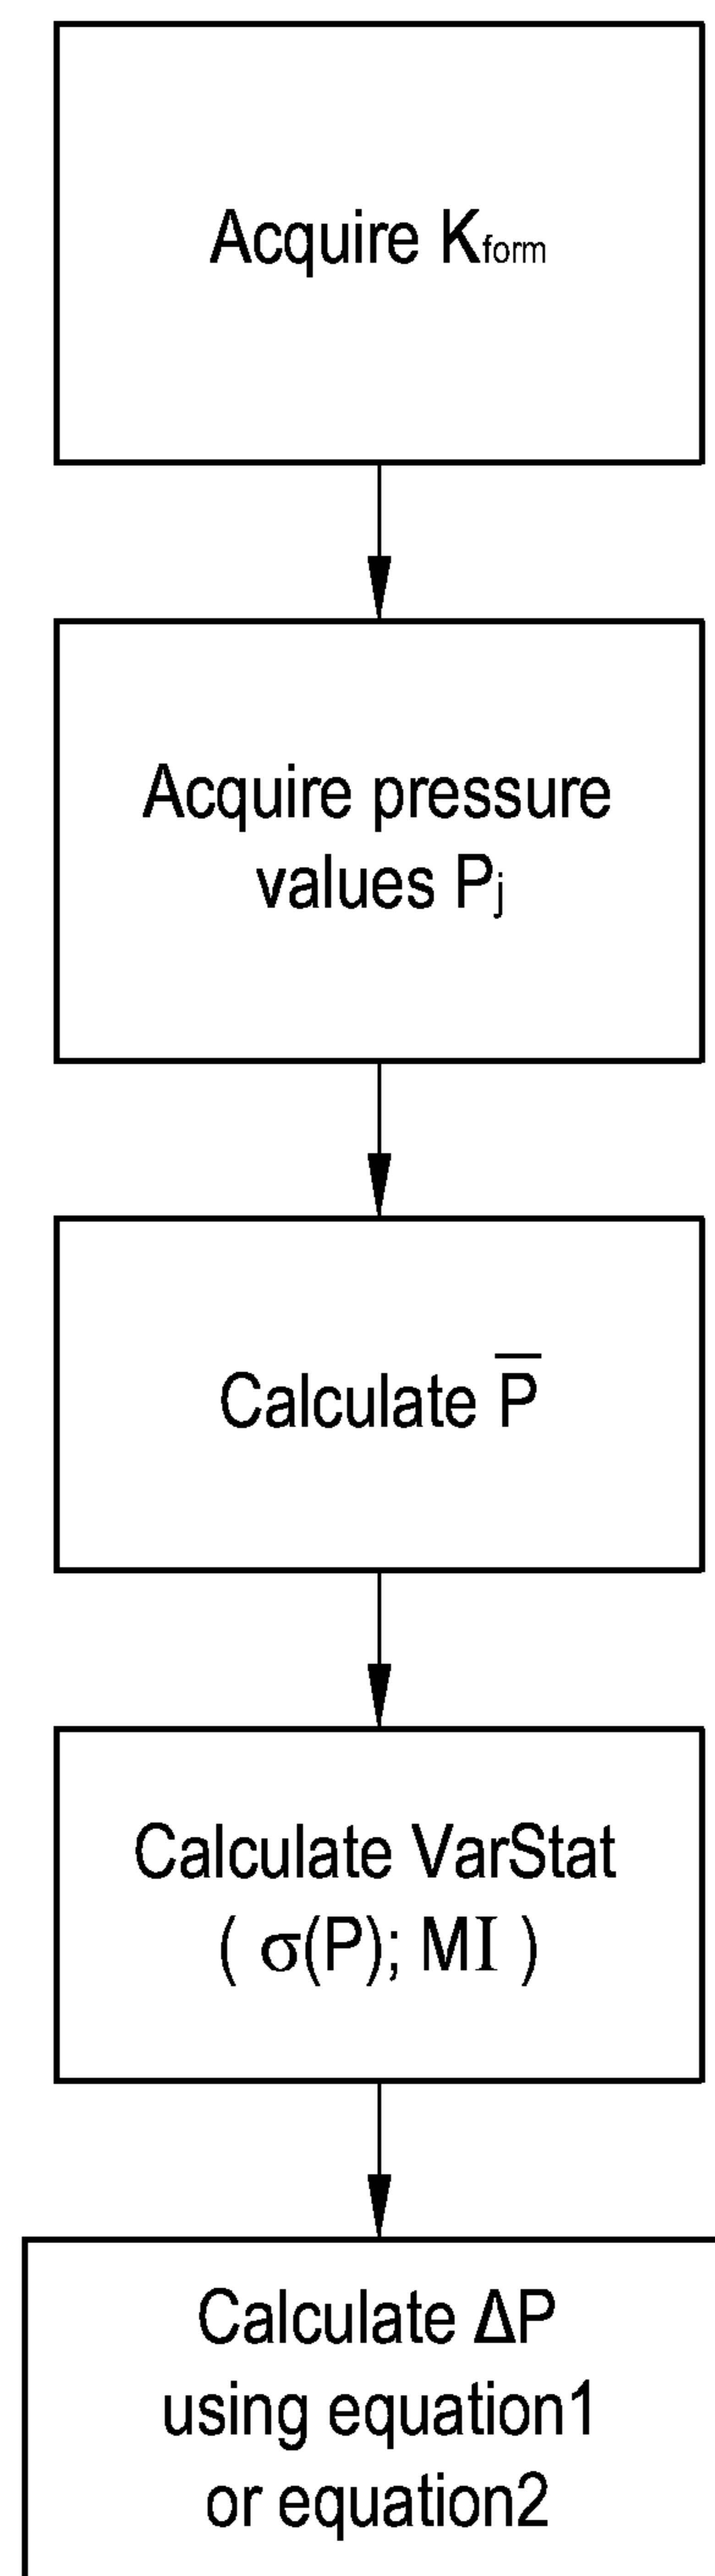 Acquire Kform
Acquire pressure
values Pj
Calculate P̅
Calculate VarStat
( σ(P); MI )
Calculate ΔP
using equation1
or equation2